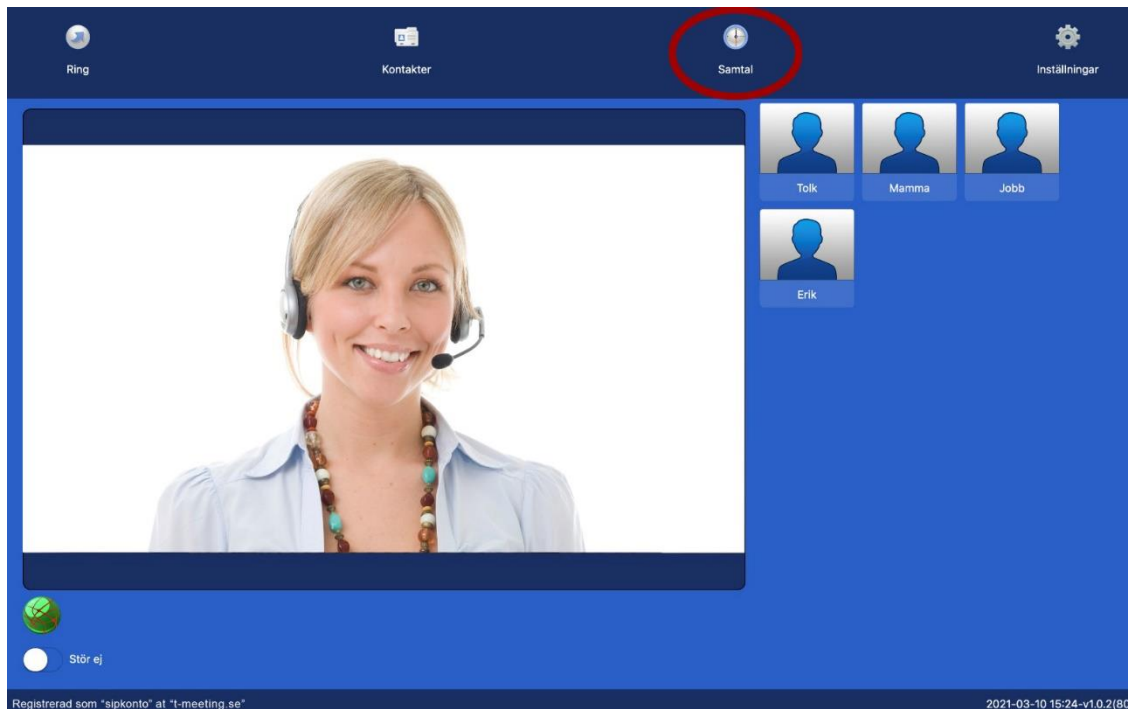 Ring
Kontakter
Samtal
Inställningar
Tolk
Mamma
Jobb
Erik
Stör ej
Registrerad som "sipkonto" at "t-meeting.se"
2021-03-10 15:24-v1.0.2(80